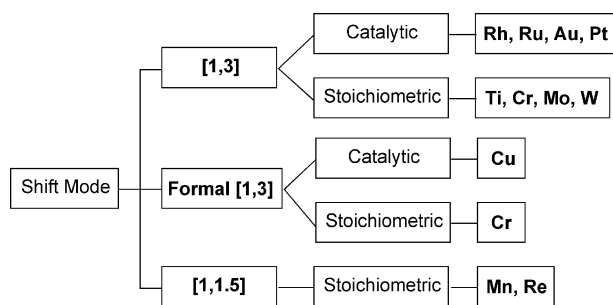 Catalytic
Rh, Ru, Au, Pt
[1,3]
Stoichiometric
Ti, Cr, Mo, W
Catalytic
Cu
Shift Mode
Formal [1,3]
Stoichiometric
Cr
[1,1.5]
Stoichiometric
Mn, Re